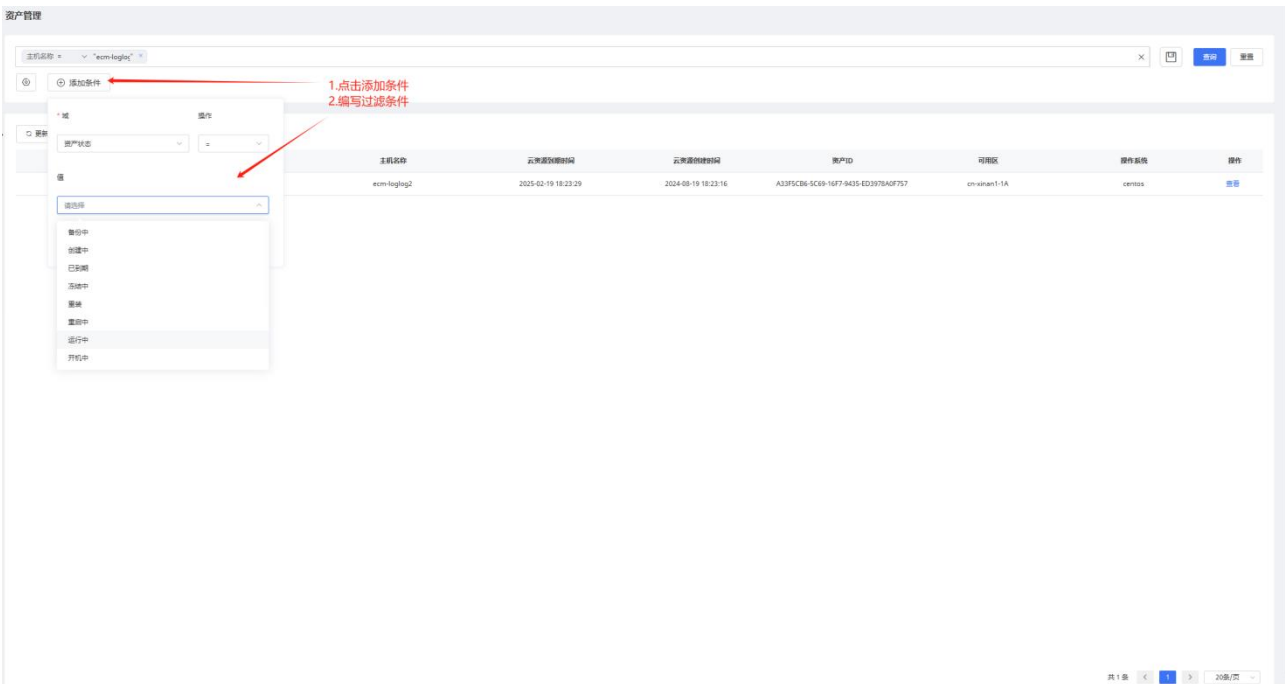 资产管理
主机名称 = "ecm-loglog" ×
查询 重置
添加条件
1.点击添加条件
2.编写过滤条件
* 域 操作
更新
资产状态 =
主机名称 云资源到期时间 云资源创建时间 资产ID 可用区 操作系统 操作
值
ecm-loglog2 2025-02-19 18:23:29 2024-08-19 18:23:16 A33F5CB6-5C69-16F7-9435-ED3978A0F757 cn-xinan1-1A centos 查看
请选择
备份中
创建中
已到期
冻结中
重装
重启中
运行中
开机中
共 1 条 < 1 > 20条/页